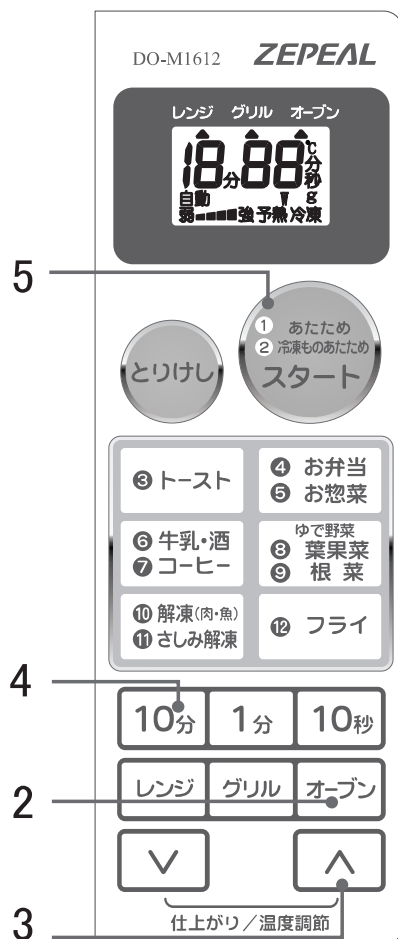 DO-M1612 ZEPEAL
レンジ グリル オーブン
18分88℃分秒g
自動
弱 強 予熱 冷凍
5
① あたため
② 冷凍ものあたため
スタート
とりけし
❸ トースト
❹ お弁当
❺ お惣菜
❻ 牛乳・酒
❼ コーヒー
ゆで野菜
❽ 葉果菜
❾ 根 菜
❿ 解凍(肉・魚)
⓫ さしみ解凍
⓬ フライ
4
10分 1分 10秒
2
レンジ グリル オーブン
3
仕上がり/温度調節